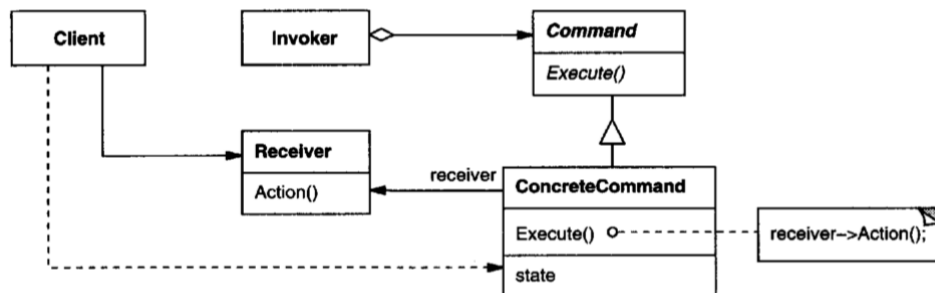 Client
Invoker
Command
Execute()
Receiver
Action()
receiver
ConcreteCommand
Execute()
receiver->Action();
state